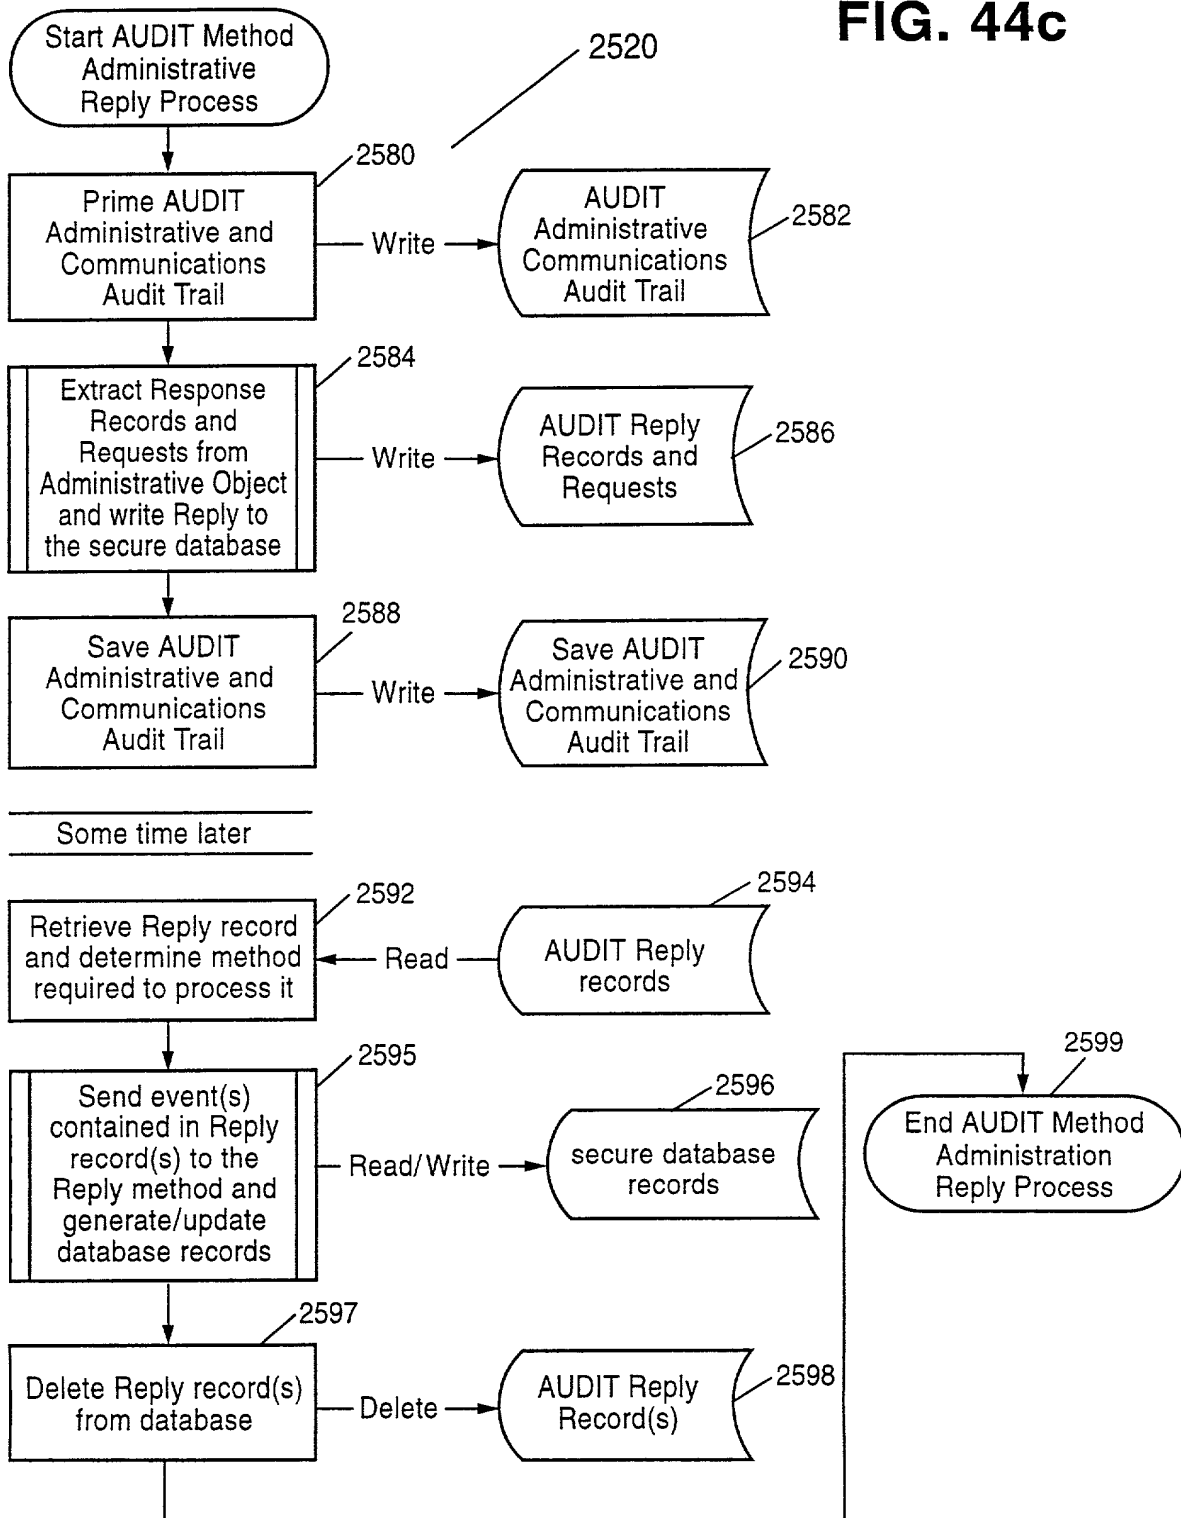 FIG. 44c
Start AUDIT Method
Administrative
Reply Process
2520
2580
Prime AUDIT
Administrative and
Communications
Audit Trail
Write
AUDIT
Administrative
Communications
Audit Trail
2582
2584
Extract Response
Records and
Requests from
Administrative Object
and write Reply to
the secure database
Write
AUDIT Reply
Records and
Requests
2586
2588
Save AUDIT
Administrative and
Communications
Audit Trail
Write
Save AUDIT
Administrative and
Communications
Audit Trail
2590
Some time later
2592
Retrieve Reply record
and determine method
required to process it
Read
2594
AUDIT Reply
records
2595
Send event(s)
contained in Reply
record(s) to the
Reply method and
generate/update
database records
Read/Write
2596
secure database
records
2599
End AUDIT Method
Administration
Reply Process
2597
Delete Reply record(s)
from database
Delete
AUDIT Reply
Record(s)
2598